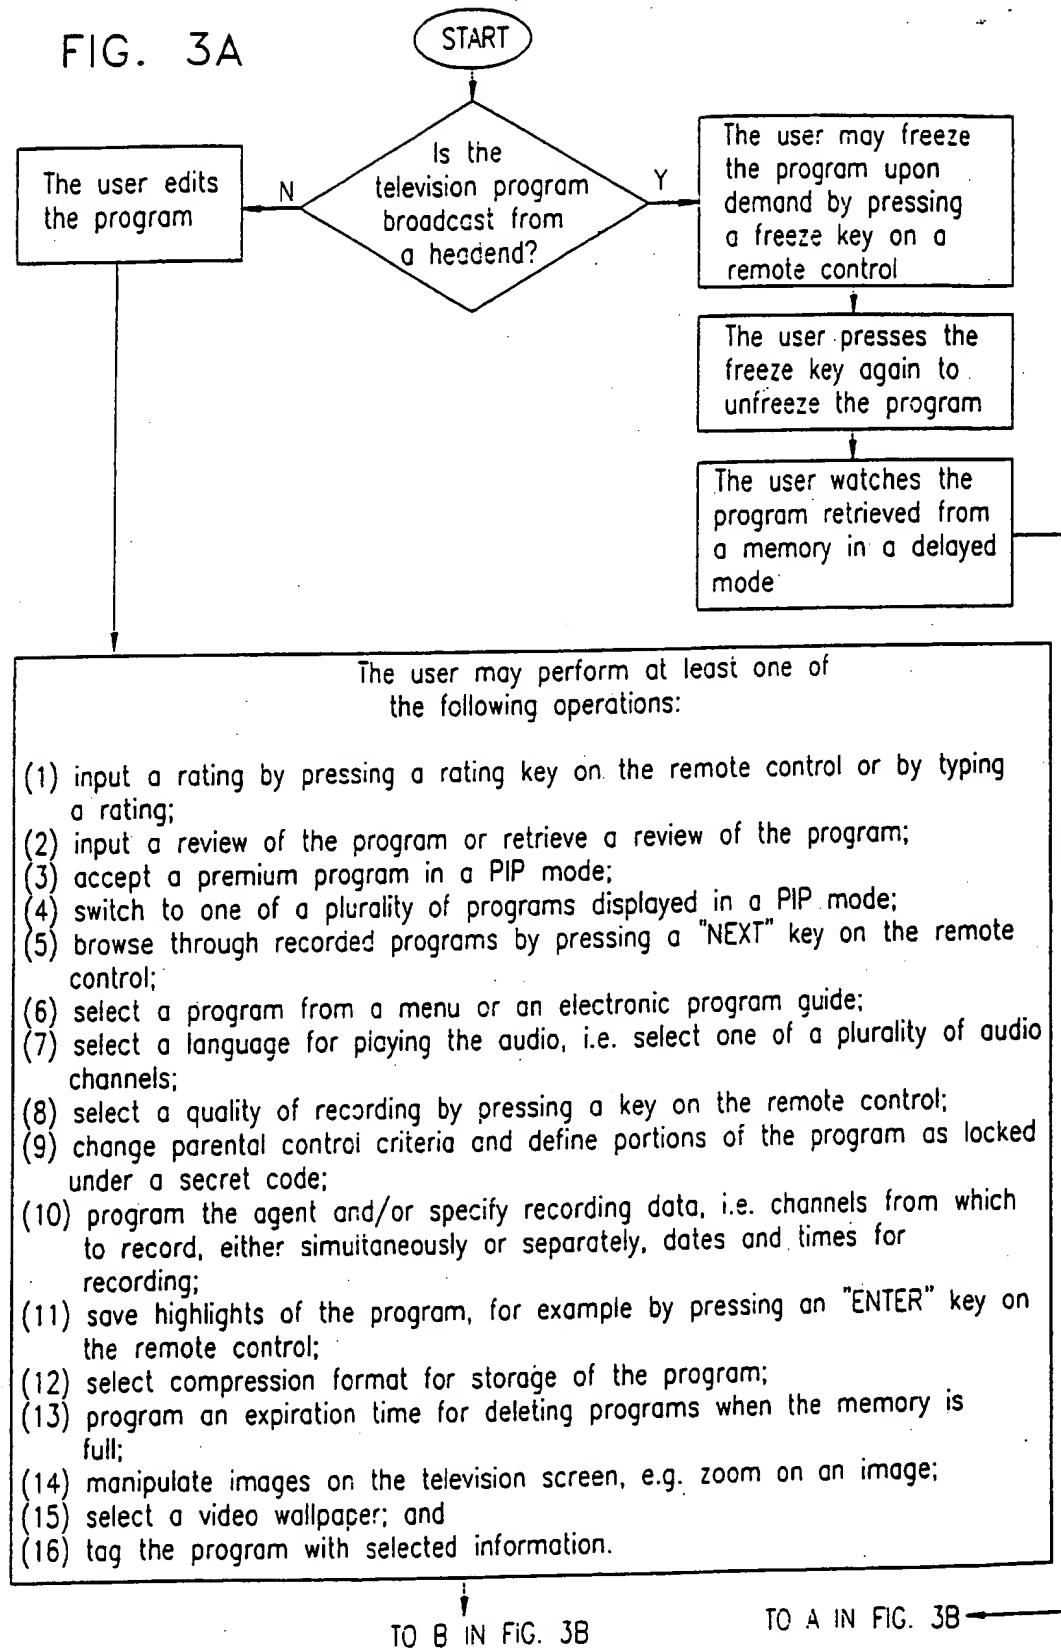 FIG. 3A
START
Is the
television program
broadcast from
a headend?
N
Y
The user edits
the program
The user may freeze
the program upon
demand by pressing
a freeze key on a
remote control
The user presses the
freeze key again to
unfreeze the program
The user watches the
program retrieved from
a memory in a delayed
mode
The user may perform at least one of
the following operations:
(1) input a rating by pressing a rating key on the remote control or by typing
a rating;
(2) input a review of the program or retrieve a review of the program;
(3) accept a premium program in a PIP mode;
(4) switch to one of a plurality of programs displayed in a PIP mode;
(5) browse through recorded programs by pressing a "NEXT" key on the remote
control;
(6) select a program from a menu or an electronic program guide;
(7) select a language for playing the audio, i.e. select one of a plurality of audio
channels;
(8) select a quality of recording by pressing a key on the remote control;
(9) change parental control criteria and define portions of the program as locked
under a secret code;
(10) program the agent and/or specify recording data, i.e. channels from which
to record, either simultaneously or separately, dates and times for
recording;
(11) save highlights of the program, for example by pressing an "ENTER" key on
the remote control;
(12) select compression format for storage of the program;
(13) program an expiration time for deleting programs when the memory is
full;
(14) manipulate images on the television screen, e.g. zoom on an image;
(15) select a video wallpaper; and
(16) tag the program with selected information.
TO B IN FIG. 3B
TO A IN FIG. 3B